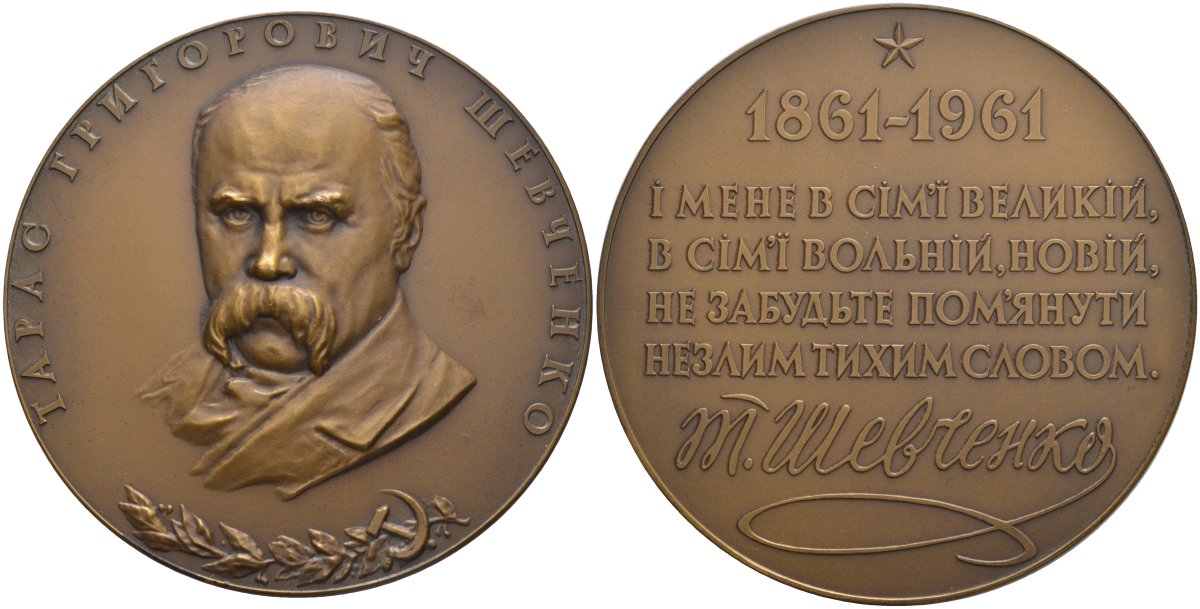 ТАРАС ГРИГОРОВИЧ ШЕВЧЕНКО
1861-1961
І МЕНЕ В СІМ'Ї ВЕЛИКІЙ,
В СІМ'Ї ВОЛЬНІЙ, НОВІЙ,
НЕ ЗАБУДЬТЕ ПОМ'ЯНУТИ
НЕЗЛИМ ТИХИМ СЛОВОМ.
Т. Шевченко